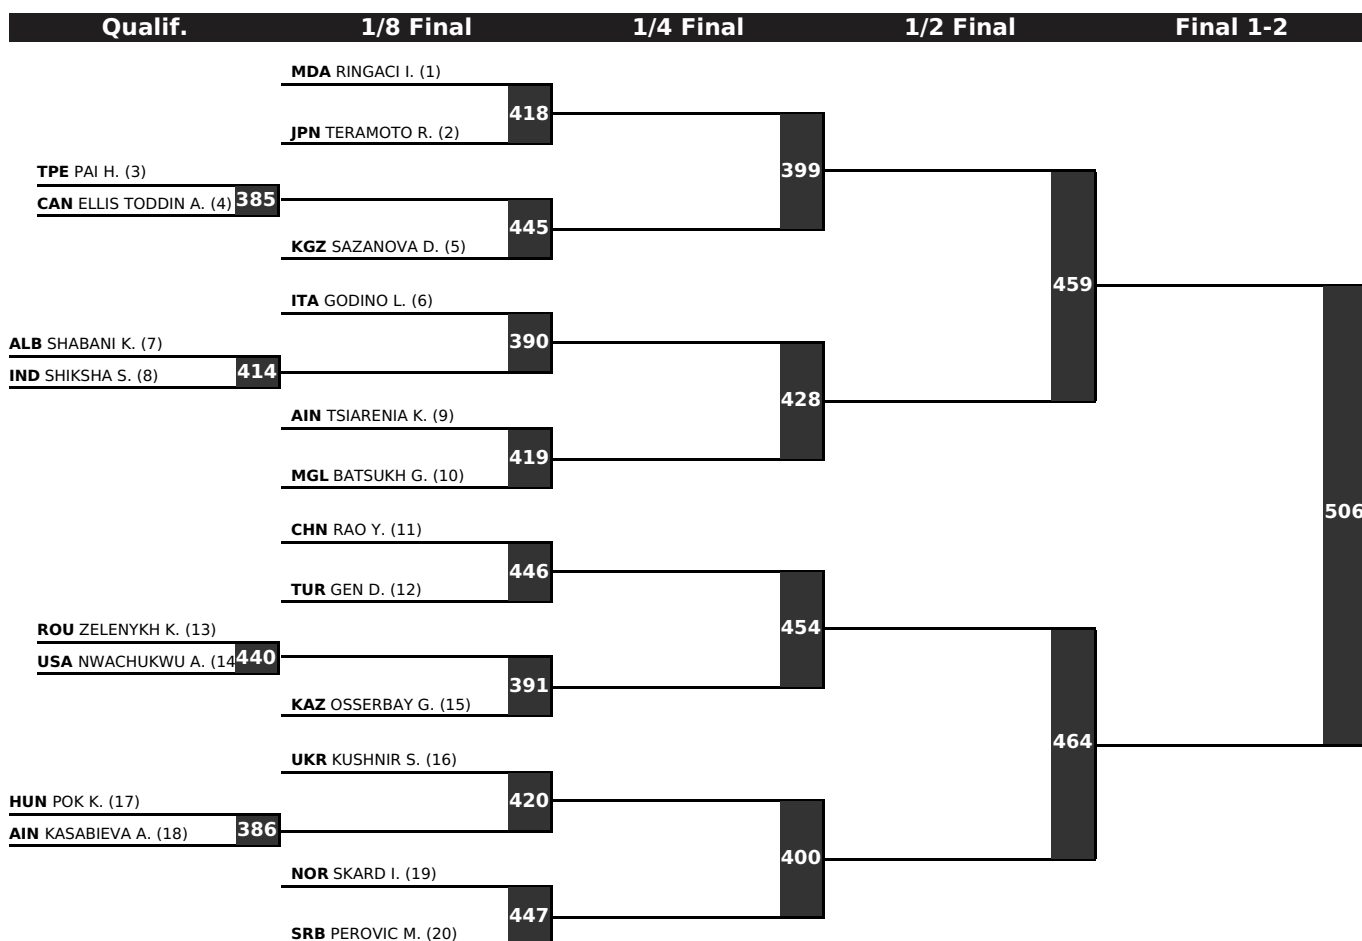 Qualif. 1/8 Final 1/4 Final 1/2 Final Final 1-2
MDA RINGACI I. (1)
418
JPN TERAMOTO R. (2)
399
TPE PAI H. (3)
CAN ELLIS TODDIN A. (4) 385
445
KGZ SAZANOVA D. (5)
459
ITA GODINO L. (6)
390
ALB SHABANI K. (7)
414
IND SHIKSHA S. (8)
428
AIN TSIARENIA K. (9)
419
MGL BATSUKH G. (10)
506
CHN RAO Y. (11)
446
TUR GEN D. (12)
454
ROU ZELENYKH K. (13)
USA NWACHUKWU A. (14 440
391
KAZ OSSERBAY G. (15)
464
UKR KUSHNIR S. (16)
420
HUN POK K. (17)
386
AIN KASABIEVA A. (18)
400
NOR SKARD I. (19)
447
SRB PEROVIC M. (20)